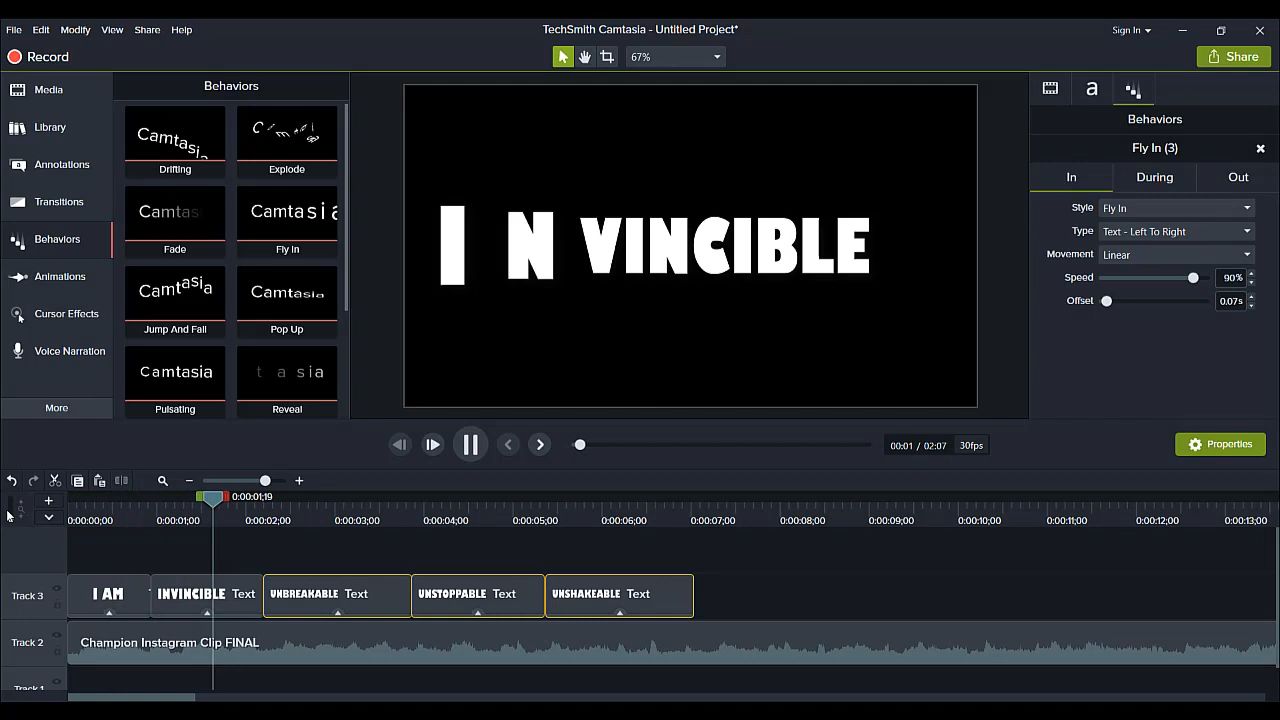 TechSmith Camtasia - Untitled Project*
File Edit Modify View Share Help
Sign In
Record
67%
Share
Media
Library
Annotations
Transitions
Behaviors
Animations
Cursor Effects
Voice Narration
More
Behaviors
Camtasia
Drifting
Camtasia
Explode
Camtas
Fade
Camtasia
Fly In
Camtasia
Jump And Fall
Camtasia
Pop Up
Camtasia
Pulsating
t a sia
Reveal
I N VINCIBLE
a
Behaviors
Fly In (3)
In During Out
Style Fly In
Type Text - Left To Right
Movement Linear
Speed 90%
Offset 0.07s
00:01 / 02:07 30fps
Properties
0:00:01;19
0:00:00;00 0:00:01;00 0:00:02;00 0:00:03;00 0:00:04;00 0:00:05;00 0:00:06;00 0:00:07;00 0:00:08;00 0:00:09;00 0:00:10;00 0:00:11;00 0:00:12;00 0:00:13;00
Track 3
I AM INVINCIBLE Text UNBREAKABLE Text UNSTOPPABLE Text UNSHAKEABLE Text
Track 2
Champion Instagram Clip FINAL
Track 1